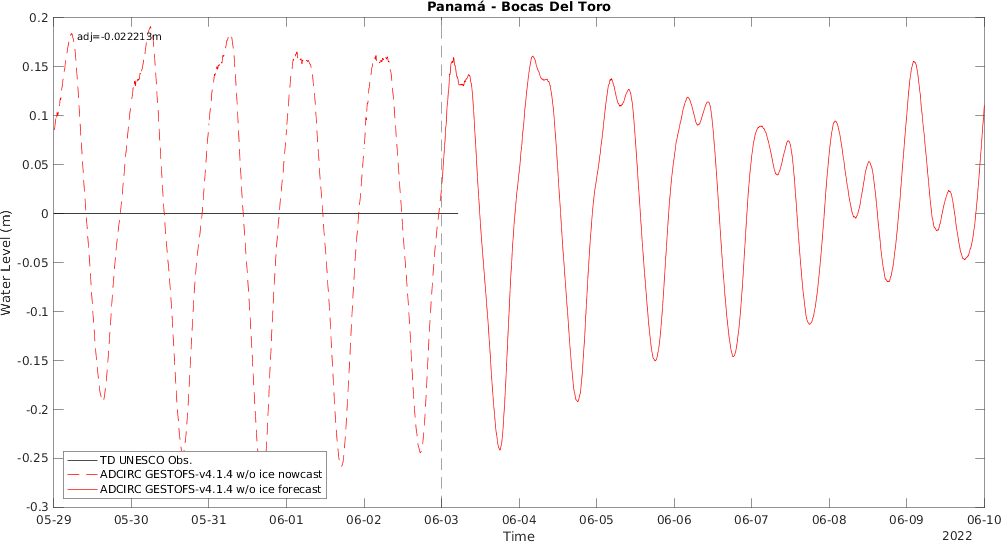 Panamá - Bocas Del Toro
adj=-0.022213m
0.2
0.15
0.1
0.05
0
-0.05
-0.1
-0.15
-0.2
-0.25
-0.3
Water Level (m)
TD UNESCO Obs.
ADCIRC GESTOFS-v4.1.4 w/o ice nowcast
ADCIRC GESTOFS-v4.1.4 w/o ice forecast
05-29 05-30 05-31 06-01 06-02 06-03 06-04 06-05 06-06 06-07 06-08 06-09 06-10
Time
2022